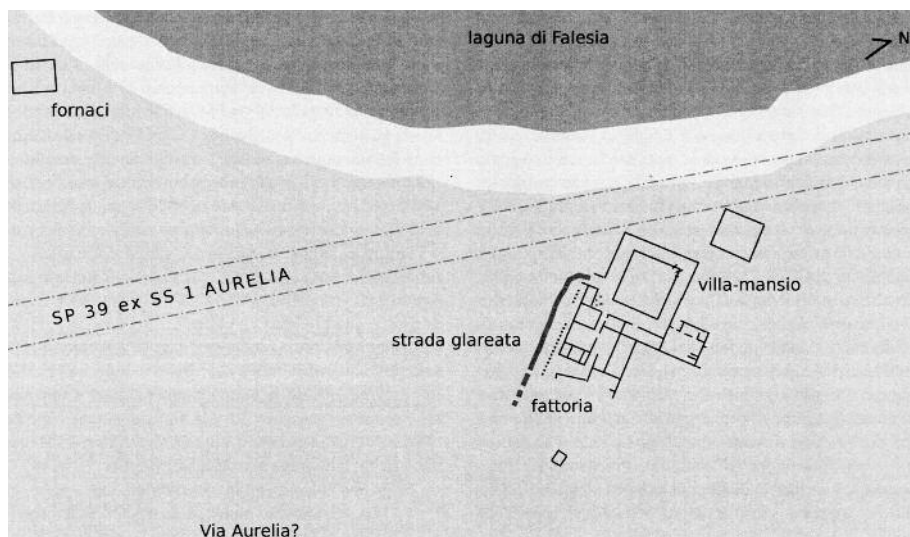 laguna di Falesia
N
fornaci
SP 39 ex SS 1 AURELIA
villa-mansio
strada glareata
fattoria
Via Aurelia?